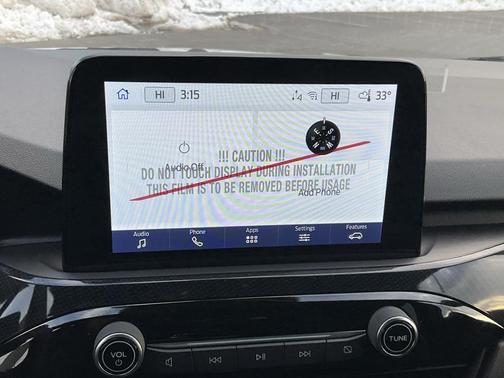 HI 3:15 HI 33°
N E S W
!!! CAUTION !!!
Audio Off
DO NOT TOUCH DISPLAY DURING INSTALLATION
THIS FILM IS TO BE REMOVED BEFORE USAGE
Add Phone
Audio Phone Apps Settings Features
VOL TUNE